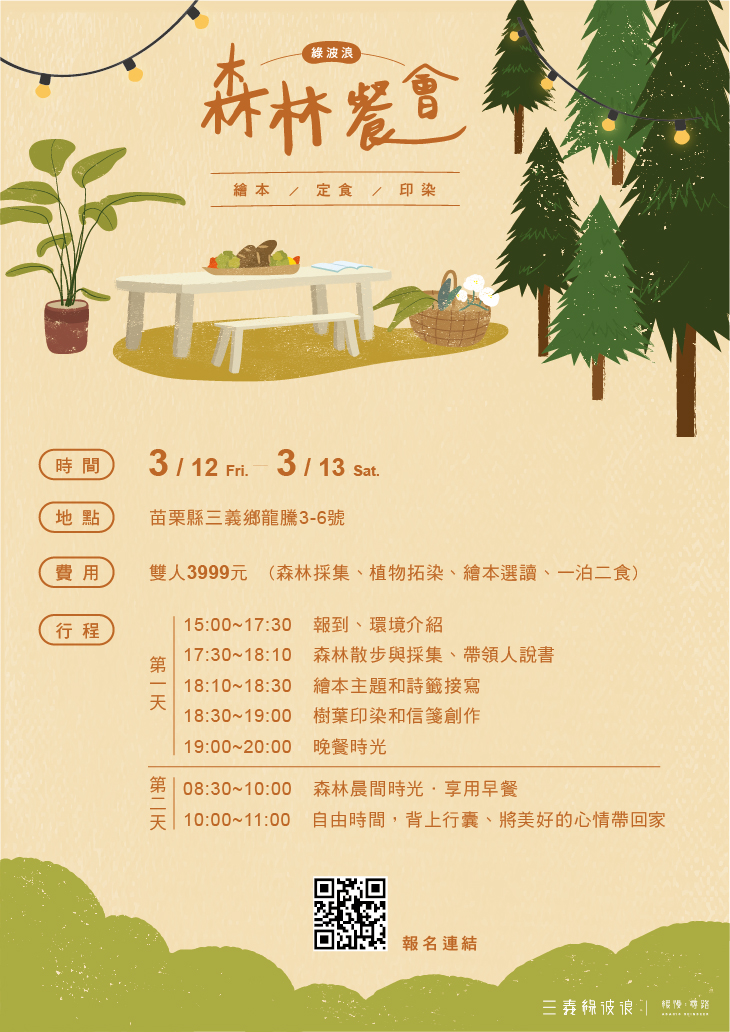 綠波浪
森林餐會
繪本 / 定食 / 印染
時間 3 / 12 Fri. — 3 / 13 Sat.
地點 苗栗縣三義鄉龍騰3-6號
費用 雙人3999元 （森林採集、植物拓染、繪本選讀、一泊二食）
行程
第一天
15:00~17:30 報到、環境介紹
17:30~18:10 森林散步與採集、帶領人說書
18:10~18:30 繪本主題和詩籤接寫
18:30~19:00 樹葉印染和信箋創作
19:00~20:00 晚餐時光
第二天
08:30~10:00 森林晨間時光．享用早餐
10:00~11:00 自由時間，背上行囊、將美好的心情帶回家
報名連結
三義綠波浪
慢慢．尋路